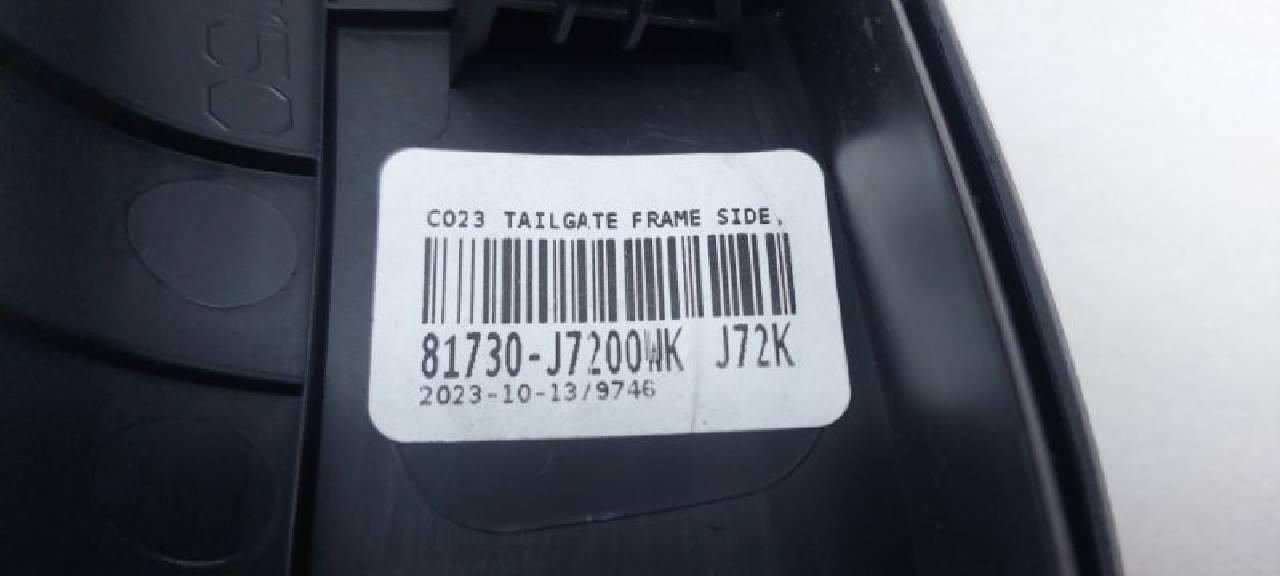 C023 TAILGATE FRAME SIDE,
81730-J7200WK J72K
2023-10-13/9746